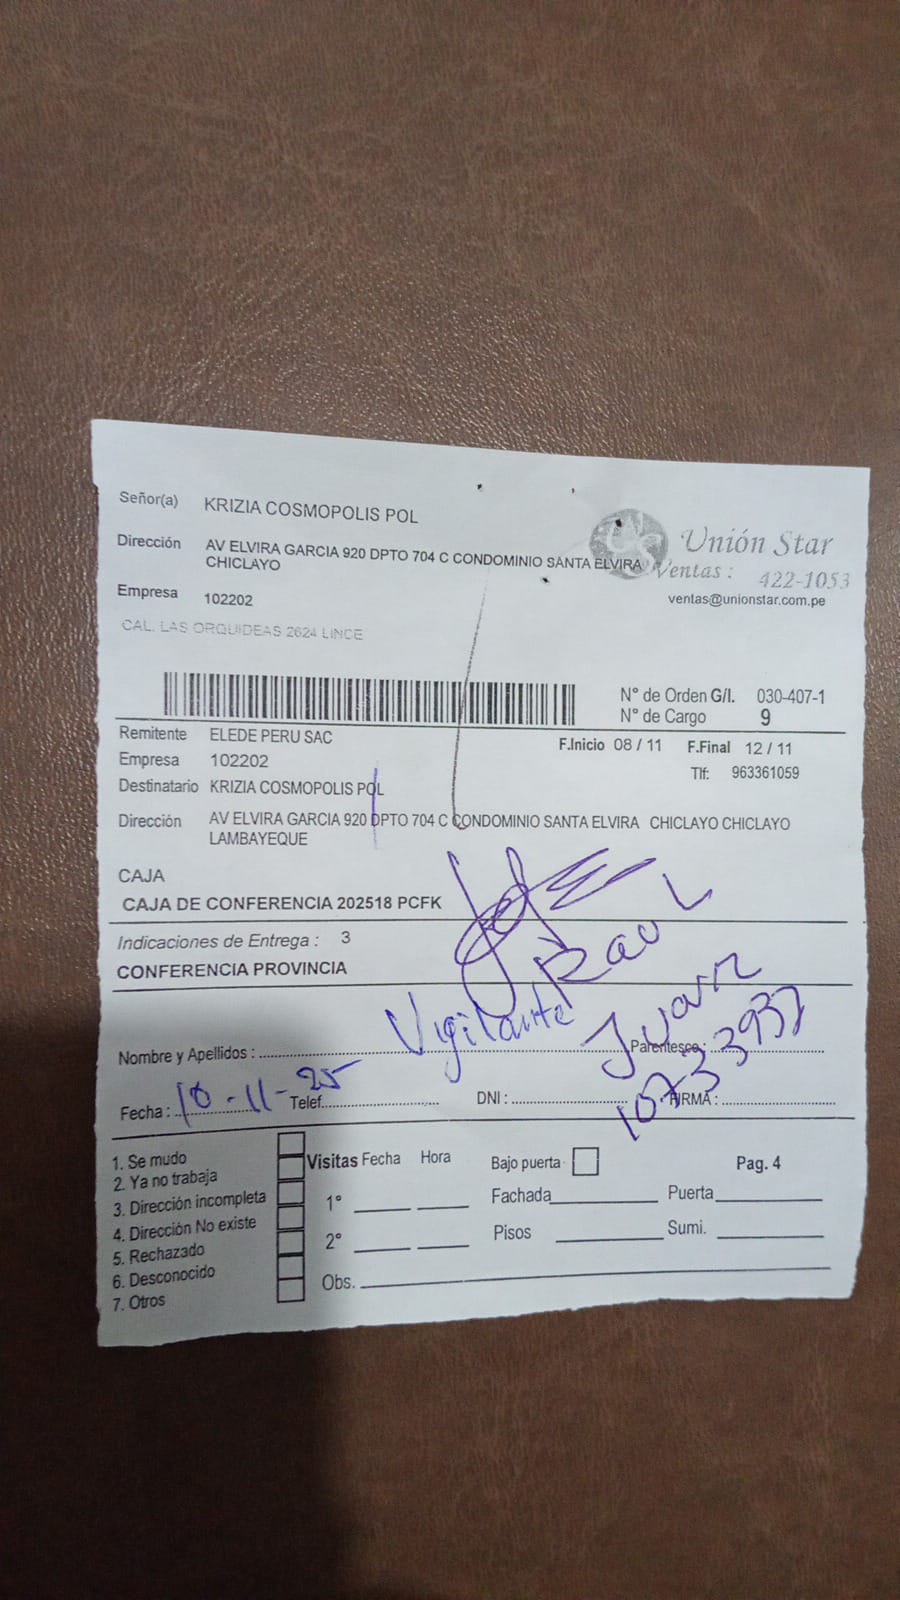 Señor(a) KRIZIA COSMOPOLIS POL
Dirección AV ELVIRA GARCIA 920 DPTO 704 C CONDOMINIO SANTA ELVIRA
CHICLAYO
Unión Star
Ventas : 422-1053
ventas@unionstar.com.pe
Empresa 102202
CAL. LAS ORQUIDEAS 2624 LINCE
N° de Orden G/I. 030-407-1
N° de Cargo 9
Remitente ELEDE PERU SAC
F.Inicio 08 / 11 F.Final 12 / 11
Empresa 102202
Tlf: 963361059
Destinatario KRIZIA COSMOPOLIS POL
Dirección AV ELVIRA GARCIA 920 DPTO 704 C CONDOMINIO SANTA ELVIRA CHICLAYO CHICLAYO
LAMBAYEQUE
CAJA
CAJA DE CONFERENCIA 202518 PCFK
Indicaciones de Entrega : 3
CONFERENCIA PROVINCIA
Raul
Vigilante
Juan
Nombre y Apellidos : Parentesco :
Fecha : 10-11-25 Telef. DNI : FIRMA :
1. Se mudo
2. Ya no trabaja
3. Dirección incompleta
4. Dirección No existe
5. Rechazado
6. Desconocido
7. Otros
Visitas Fecha Hora Bajo puerta Pag. 4
1° Fachada Puerta
2° Pisos Sumi.
Obs.